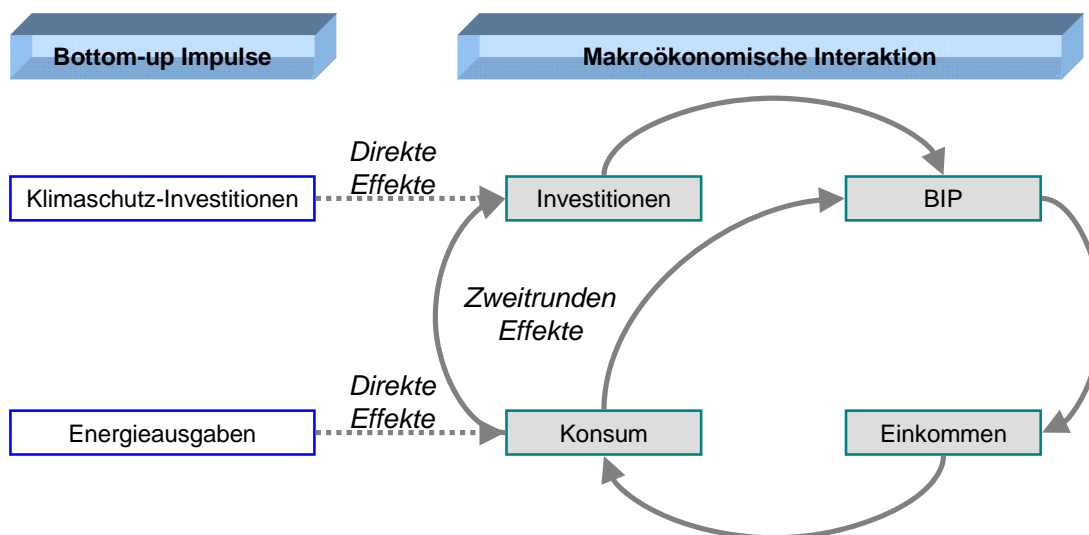 Bottom-up Impulse
Makroökonomische Interaktion
Direkte
Effekte
Klimaschutz-Investitionen
Investitionen
BIP
Zweitrunden
Effekte
Direkte
Effekte
Energieausgaben
Konsum
Einkommen